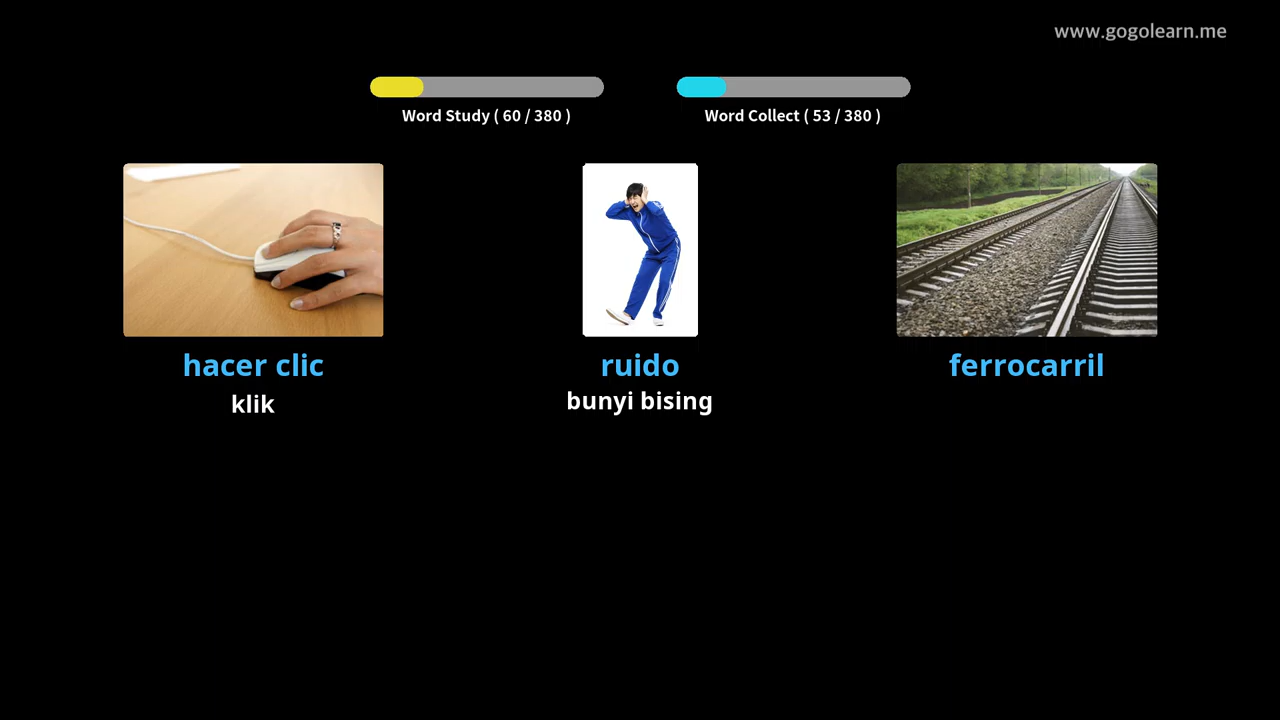 www.gogolearn.me
Word Study ( 60 / 380 )
Word Collect ( 53 / 380 )
hacer clic
ruido
ferrocarril
klik
bunyi bising